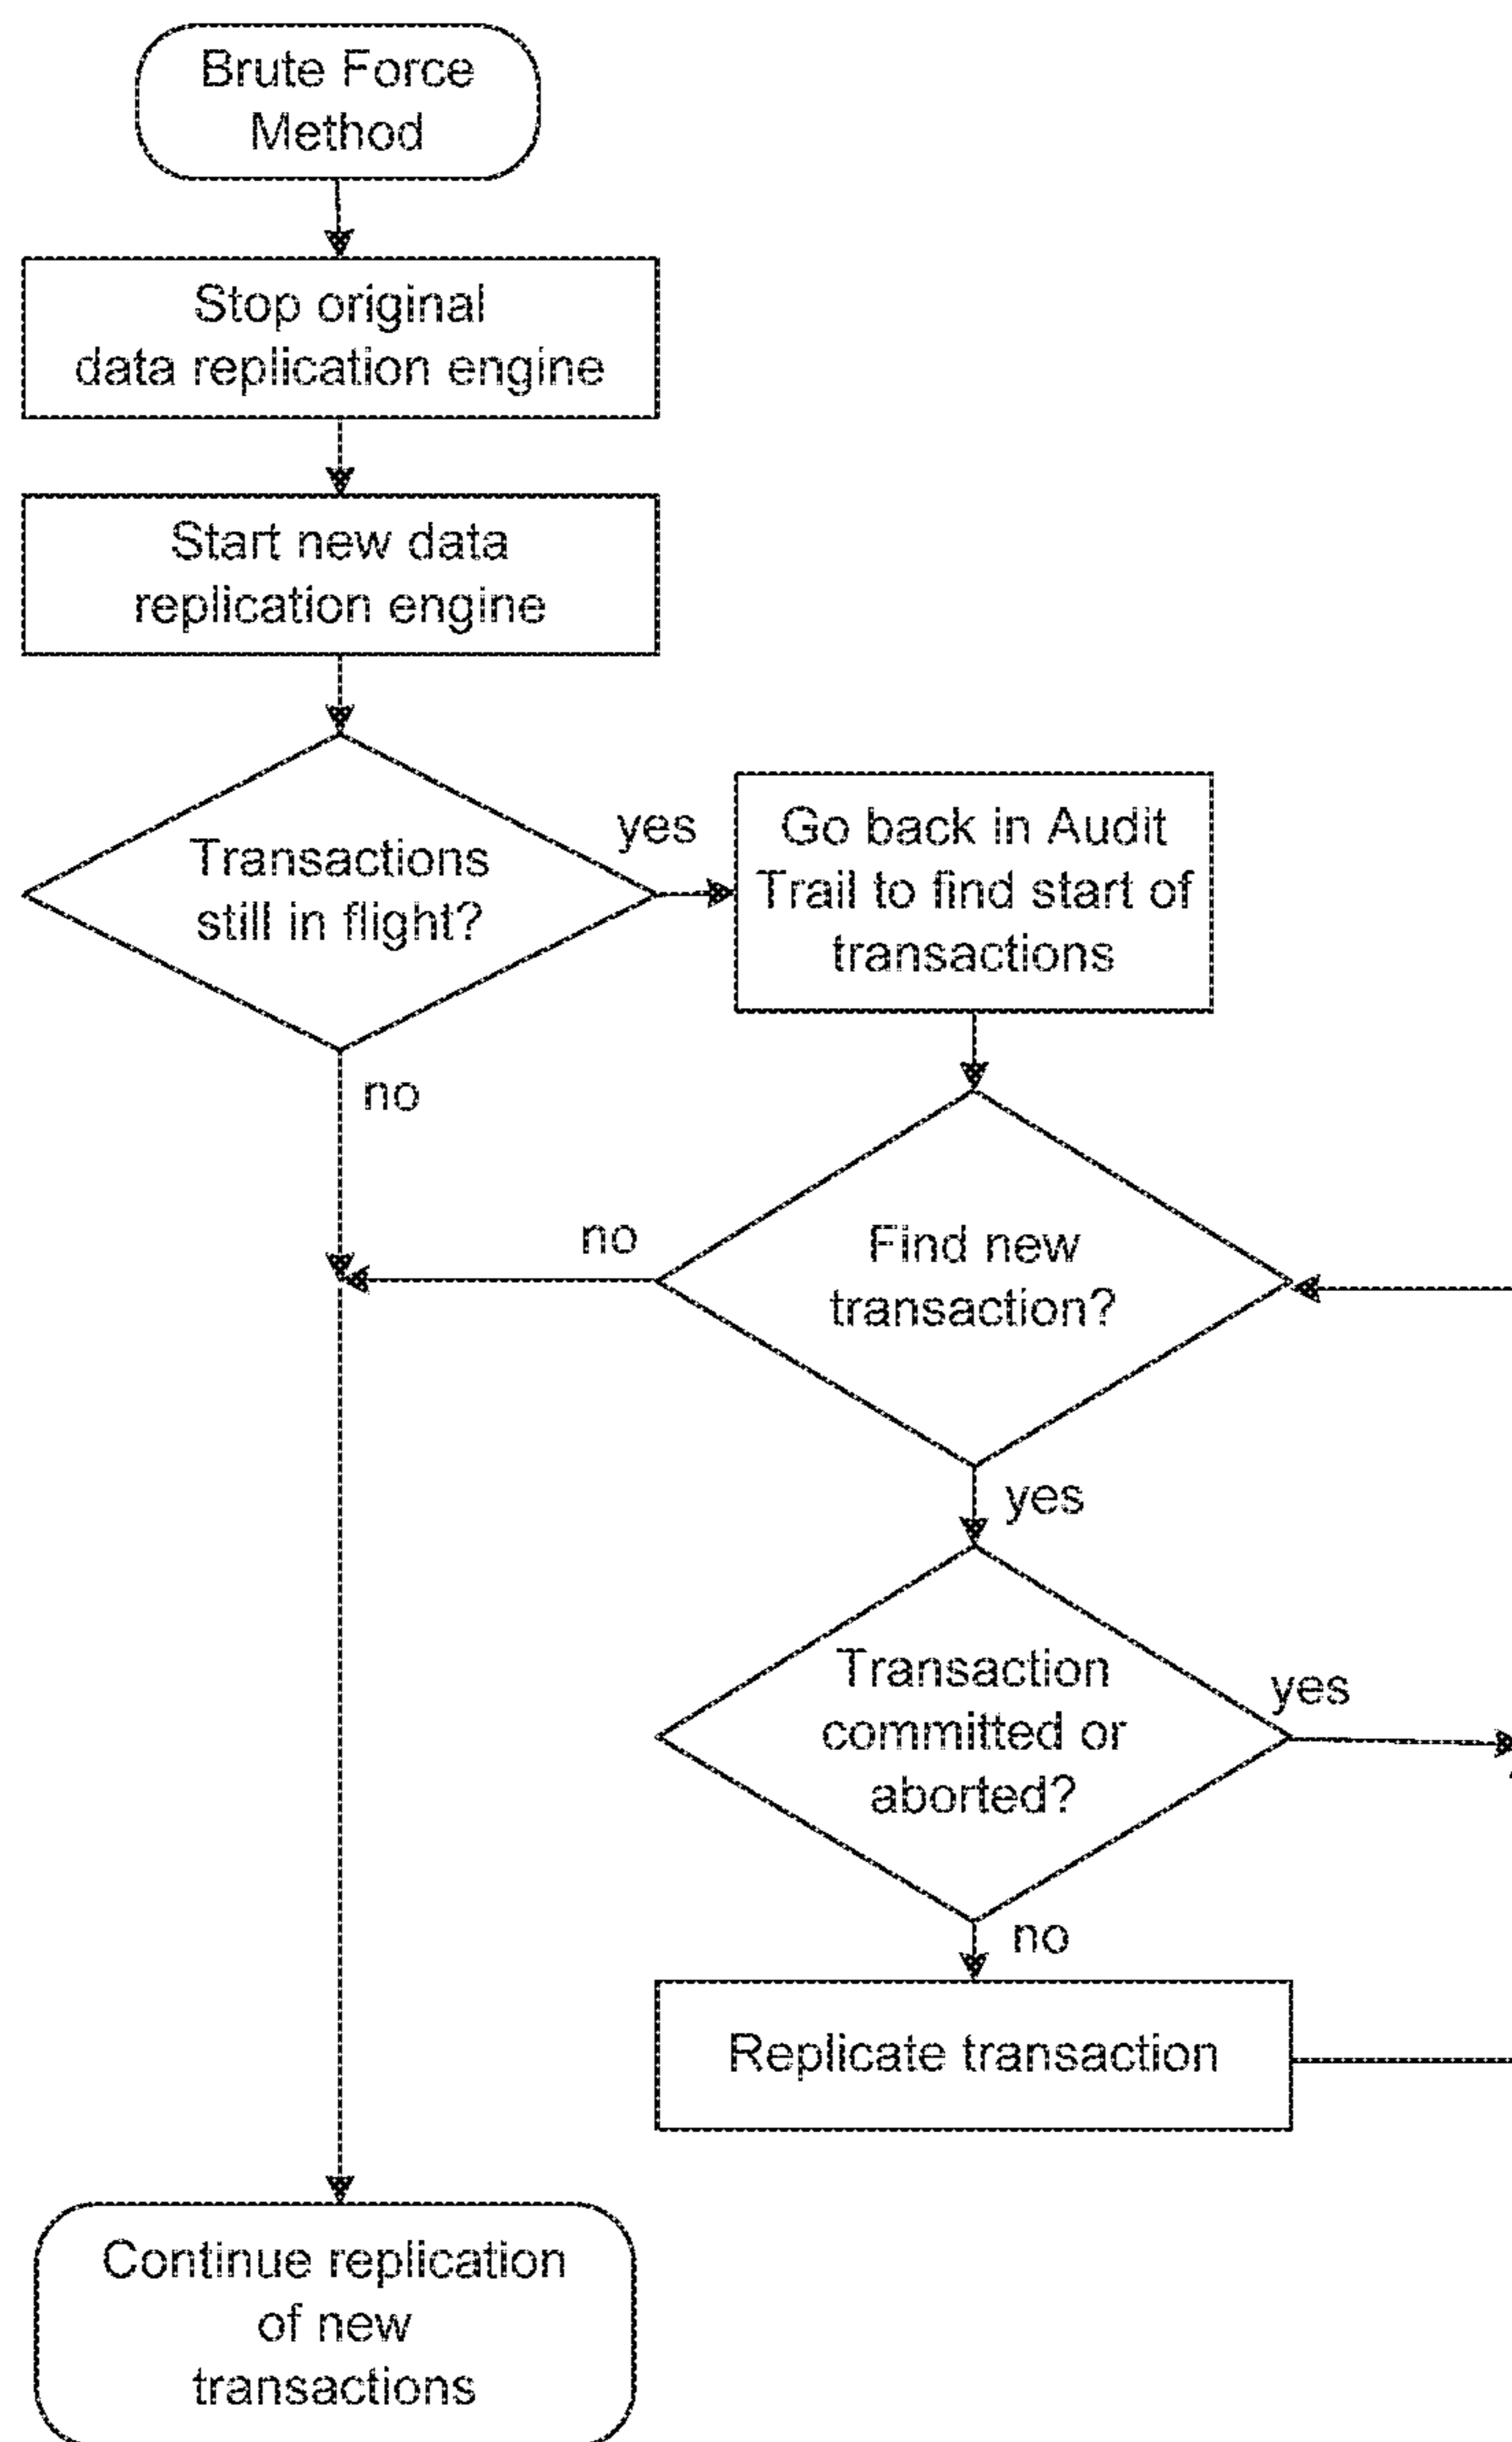 Brute Force
Method
Stop original
data replication engine
Start new data
replication engine
Transactions
still in flight?
yes
Go back in Audit
Trail to find start of
transactions
no
no
Find new
transaction?
yes
Transaction
committed or
aborted?
yes
no
Replicate transaction
Continue replication
of new
transactions